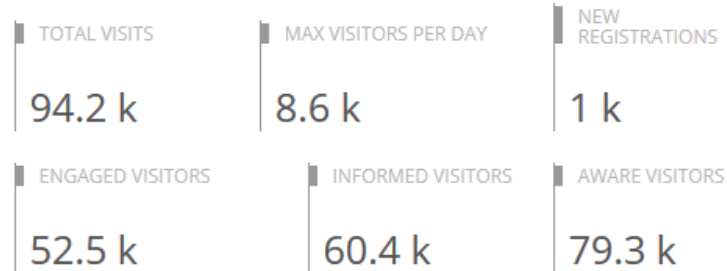 TOTAL VISITS
94.2 k
MAX VISITORS PER DAY
8.6 k
NEW
REGISTRATIONS
1 k
ENGAGED VISITORS
52.5 k
INFORMED VISITORS
60.4 k
AWARE VISITORS
79.3 k